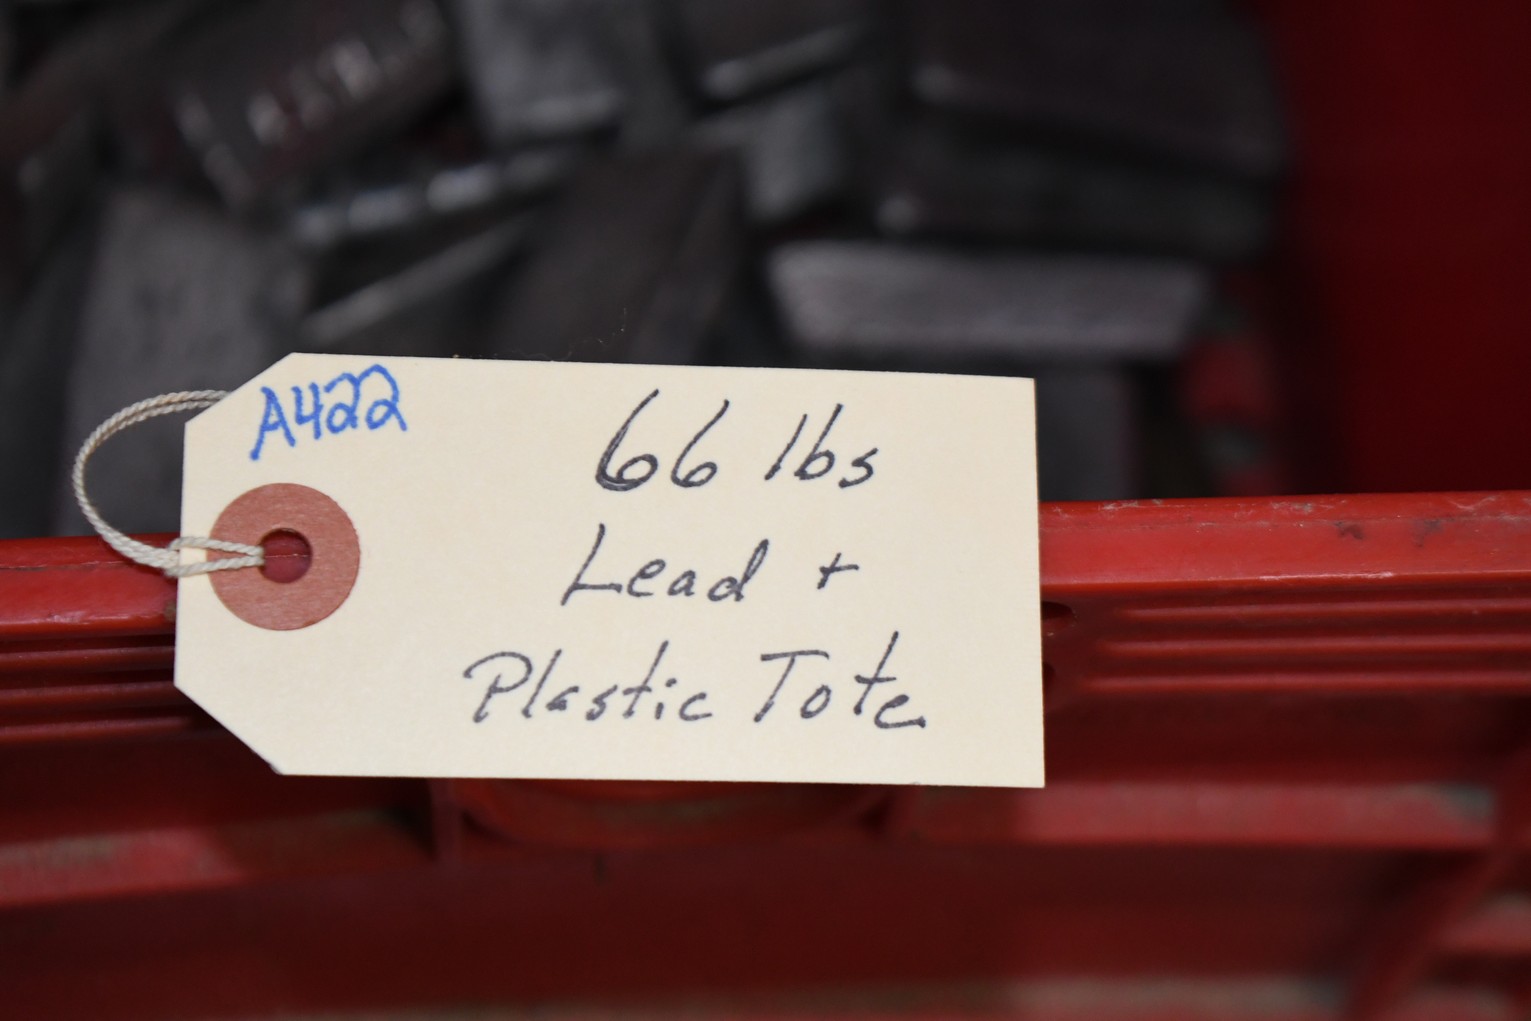 A422
66 lbs
Lead +
Plastic Tote